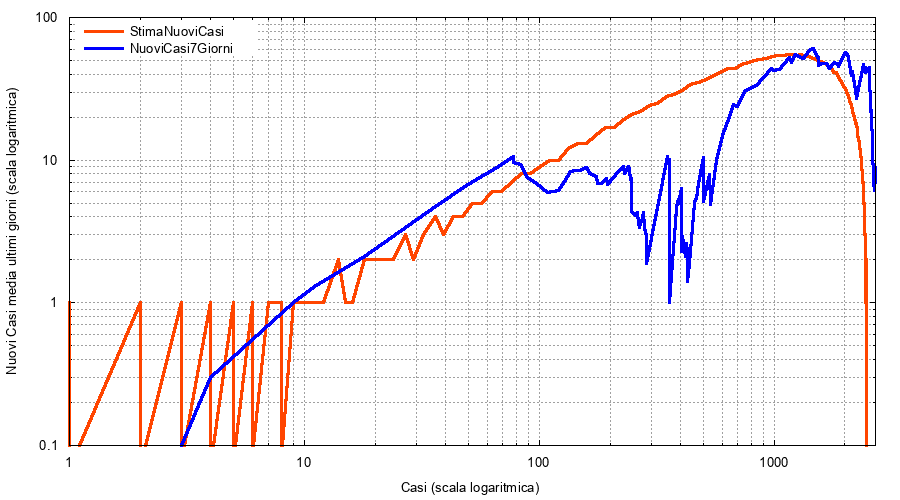 StimaNuoviCasi
NuoviCasi7Giorni
Nuovi Casi media ultimi giorni (scala logaritmica)
100
10
1
0.1
1
10
100
1000
Casi (scala logaritmica)